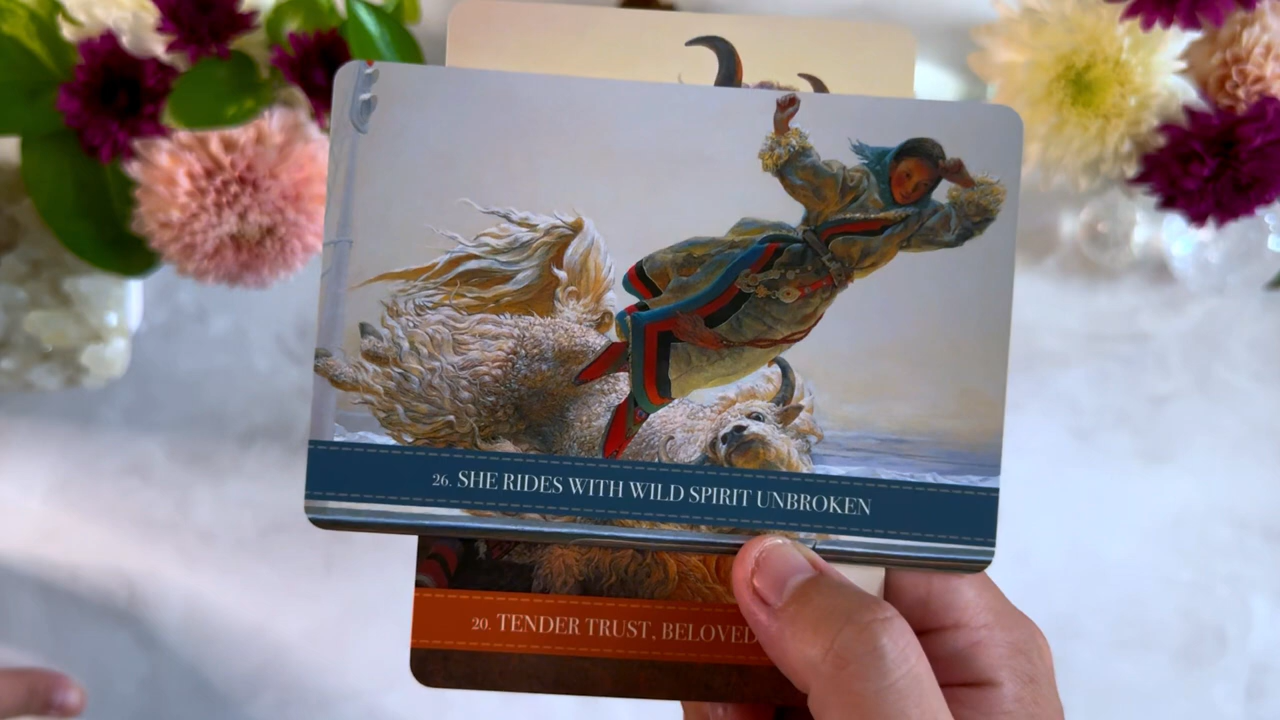 26. SHE RIDES WITH WILD SPIRIT UNBROKEN
20. TENDER TRUST, BELOVED